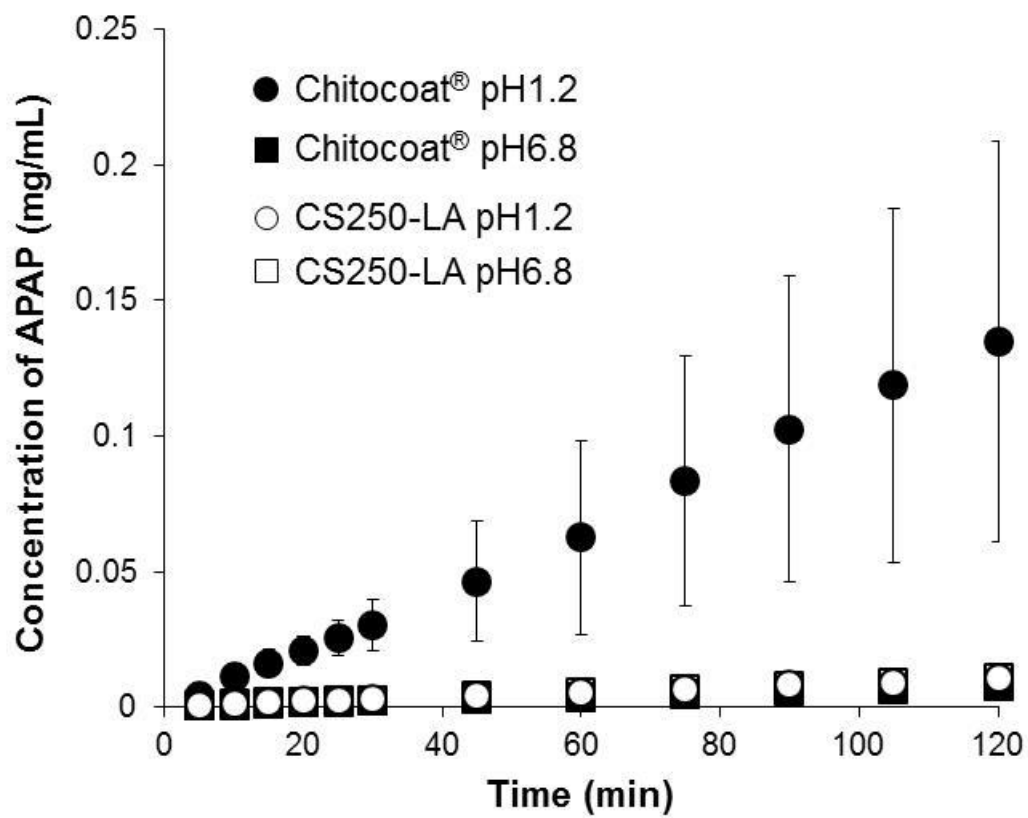 0.25
0.2
0.15
0.1
0.05
0
Concentration of APAP (mg/mL)
Chitocoat® pH1.2
Chitocoat® pH6.8
CS250-LA pH1.2
CS250-LA pH6.8
0 20 40 60 80 100 120
Time (min)